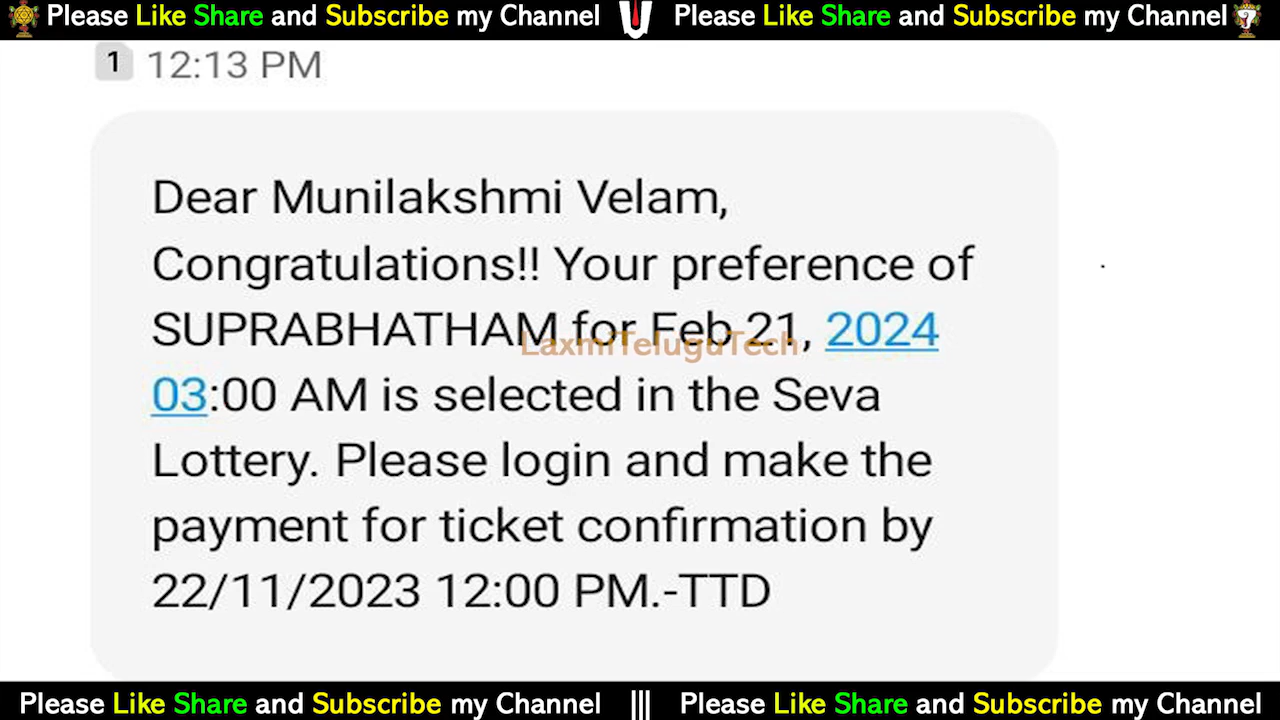 Please Like Share and Subscribe my Channel Please Like Share and Subscribe my Channel
1 12:13 PM
Dear Munilakshmi Velam,
Congratulations!! Your preference of
SUPRABHATHAM for Feb 21, 2024
LaxmiTeluguTech
03:00 AM is selected in the Seva
Lottery. Please login and make the
payment for ticket confirmation by
22/11/2023 12:00 PM.-TTD
Please Like Share and Subscribe my Channel ||| Please Like Share and Subscribe my Channel